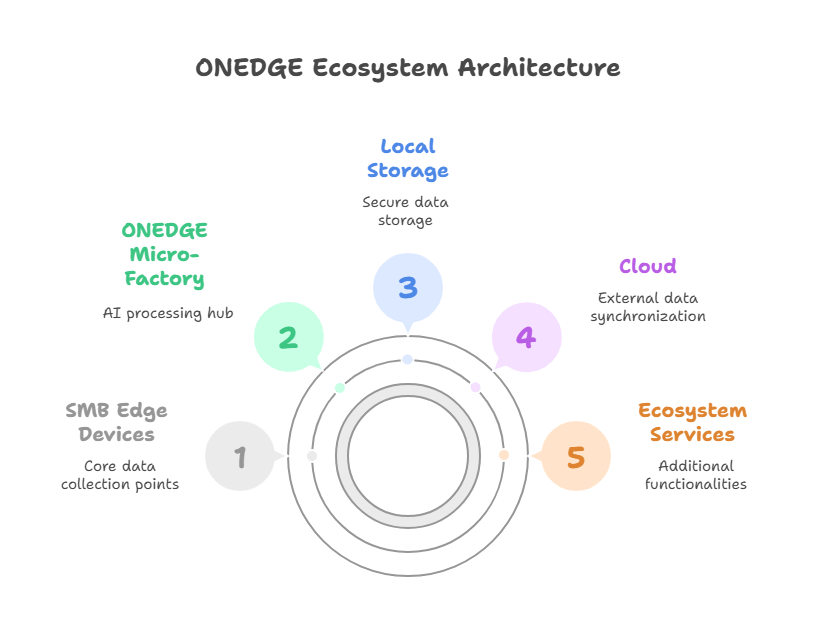 ONEDGE Ecosystem Architecture
SMB Edge
Devices
Core data
collection points
1
ONEDGE
Micro-
Factory
AI processing hub
2
Local
Storage
Secure data
storage
3
Cloud
External data
synchronization
4
Ecosystem
Services
Additional
functionalities
5